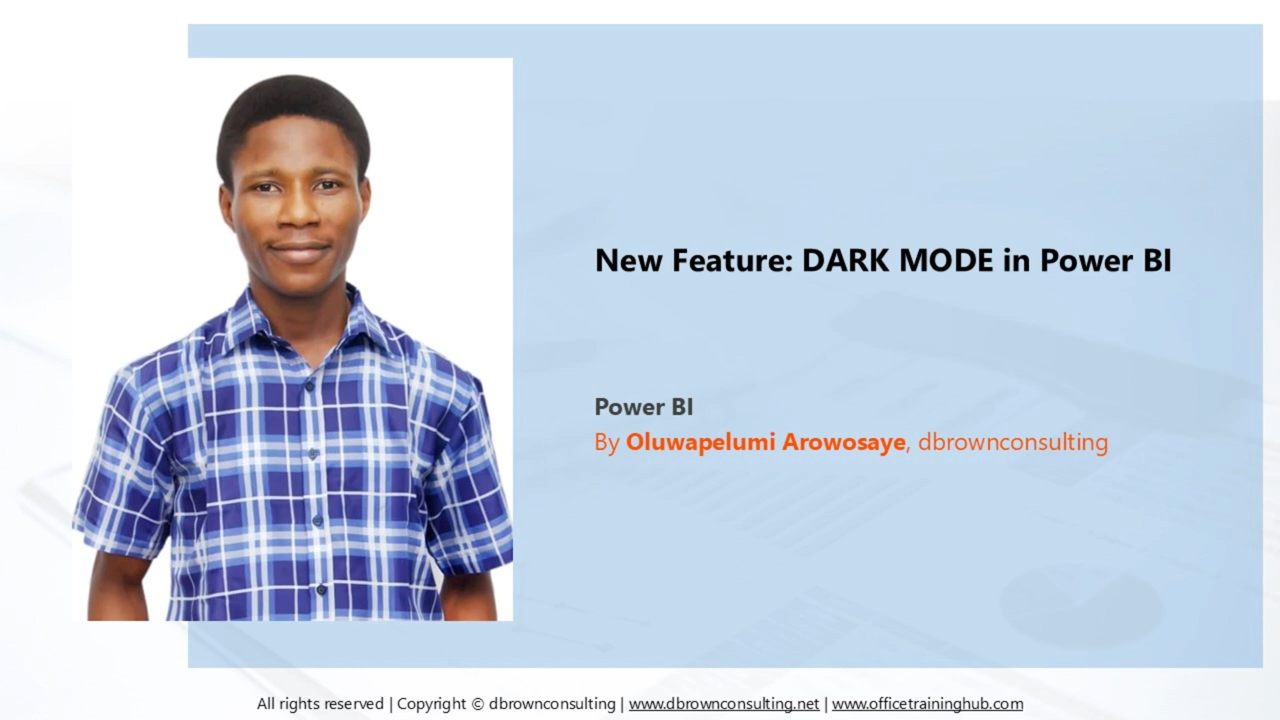 New Feature: DARK MODE in Power BI
Power BI
By Oluwapelumi Arowosaye, dbrownconsulting
All rights reserved | Copyright © dbrownconsulting | www.dbrownconsulting.net | www.officetraininghub.com